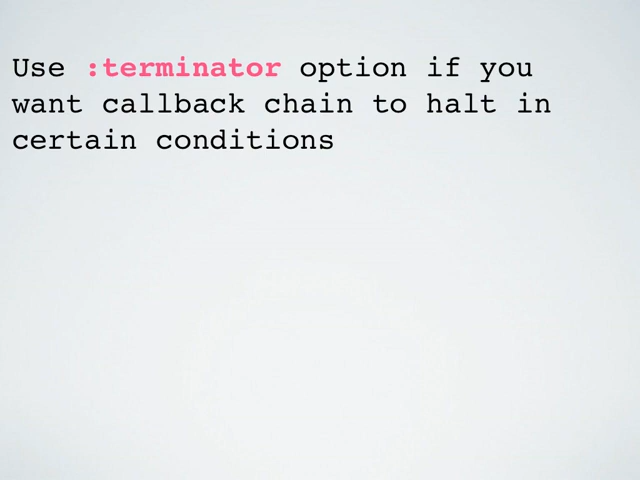 Use :terminator option if you
want callback chain to halt in
certain conditions